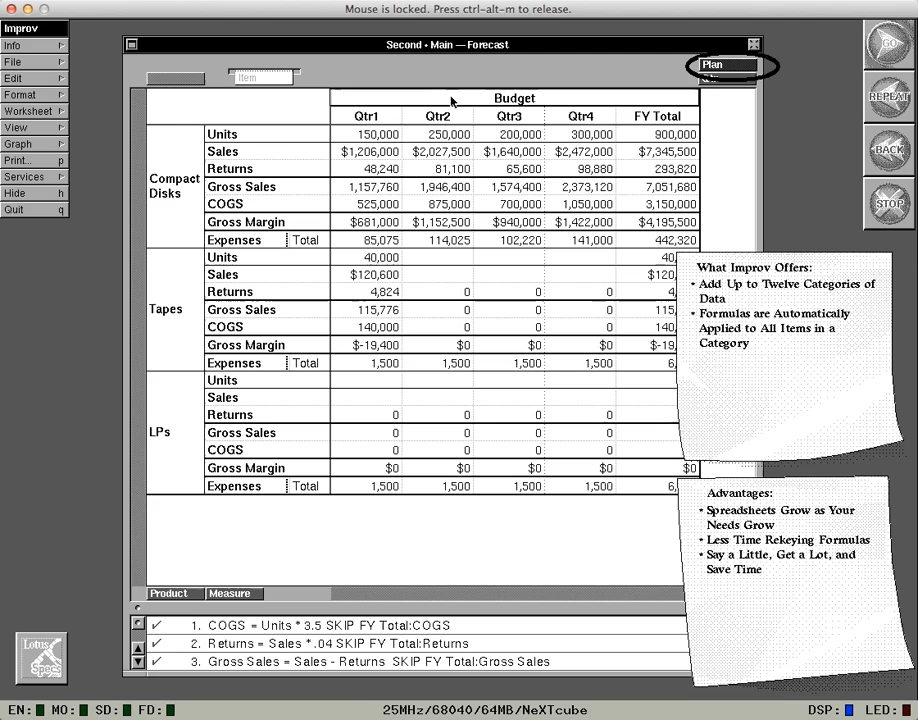 Mouse is locked. Press ctrl-alt-m to release.
Improv
Info
File
Edit
Format
Worksheet
View
Graph
Print... p
Services
Hide h
Quit q
Second • Main — Forecast
Item
Plan
Budget
Qtr1 Qtr2 Qtr3 Qtr4 FY Total
Compact Disks
Units 150,000 250,000 200,000 300,000 900,000
Sales $1,206,000 $2,027,500 $1,640,000 $2,472,000 $7,345,500
Returns 48,240 81,100 65,600 98,880 293,820
Gross Sales 1,157,760 1,946,400 1,574,400 2,373,120 7,051,680
COGS 525,000 875,000 700,000 1,050,000 3,150,000
Gross Margin $681,000 $1,152,500 $940,000 $1,422,000 $4,195,500
Expenses Total 85,075 114,025 102,220 141,000 442,320
Tapes
Units 40,000 40,
Sales $120,600 $120,
Returns 4,824 0 0 0 4,
Gross Sales 115,776 0 0 0 115,
COGS 140,000 0 0 0 140,
Gross Margin $-19,400 $0 $0 $0 $-19,
Expenses Total 1,500 1,500 1,500 1,500 6,
LPs
Units
Sales
Returns 0 0 0 0
Gross Sales 0 0 0 0
COGS 0 0 0 0
Gross Margin $0 $0 $0 $0 $0
Expenses Total 1,500 1,500 1,500 1,500 6,
Product Measure
✓ 1. COGS = Units * 3.5 SKIP FY Total:COGS
✓ 2. Returns = Sales * .04 SKIP FY Total:Returns
✓ 3. Gross Sales = Sales - Returns SKIP FY Total:Gross Sales
GO
REPEAT
BACK
STOP
What Improv Offers:
• Add Up to Twelve Categories of
Data
• Formulas are Automatically
Applied to All Items in a
Category
Advantages:
• Spreadsheets Grow as Your
Needs Grow
• Less Time Rekeying Formulas
• Say a Little, Get a Lot, and
Save Time
Lotus
Specs
EN: MO: SD: FD: 25MHz/68040/64MB/NeXTcube DSP: LED: